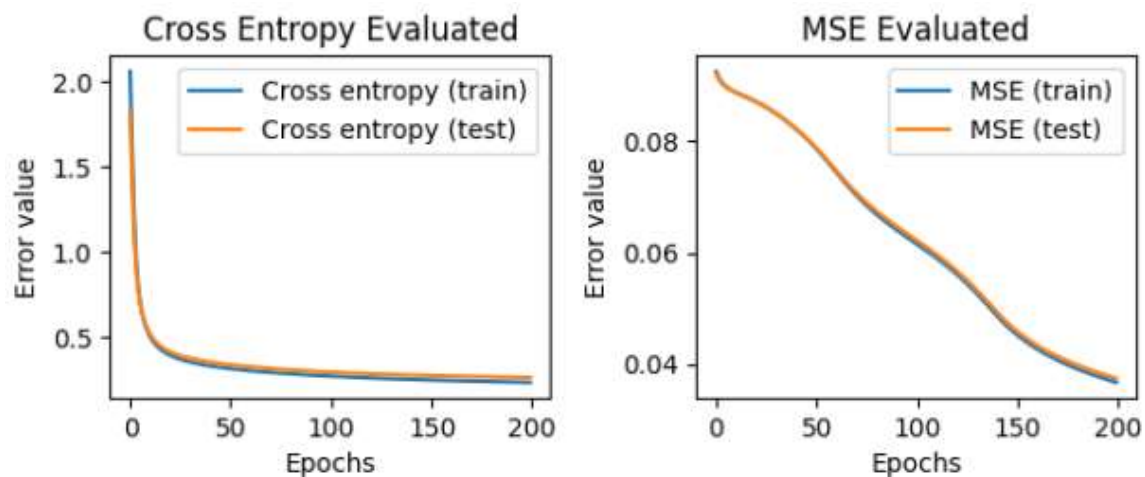 Cross Entropy Evaluated
Cross entropy (train)
Cross entropy (test)
Error value
2.0
1.5
1.0
0.5
0
50
100
150
200
Epochs
MSE Evaluated
MSE (train)
MSE (test)
Error value
0.08
0.06
0.04
0
50
100
150
200
Epochs